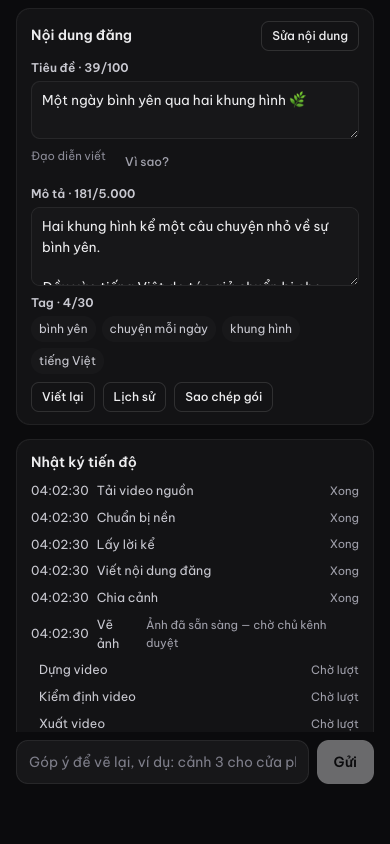 Nội dung đăng
Sửa nội dung
Tiêu đề · 39/100
Một ngày bình yên qua hai khung hình 🌿
Đạo diễn viết
Vì sao?
Mô tả · 181/5.000
Hai khung hình kể một câu chuyện nhỏ về sự
bình yên.
Tag · 4/30
bình yên
chuyện mỗi ngày
khung hình
tiếng Việt
Viết lại
Lịch sử
Sao chép gói
Nhật ký tiến độ
04:02:30 Tải video nguồn Xong
04:02:30 Chuẩn bị nền Xong
04:02:30 Lấy lời kể Xong
04:02:30 Viết nội dung đăng Xong
04:02:30 Chia cảnh Xong
04:02:30 Vẽ ảnh Ảnh đã sẵn sàng — chờ chủ kênh duyệt
Dựng video Chờ lượt
Kiểm định video Chờ lượt
Xuất video Chờ lượt
Góp ý để vẽ lại, ví dụ: cảnh 3 cho cửa
Gửi